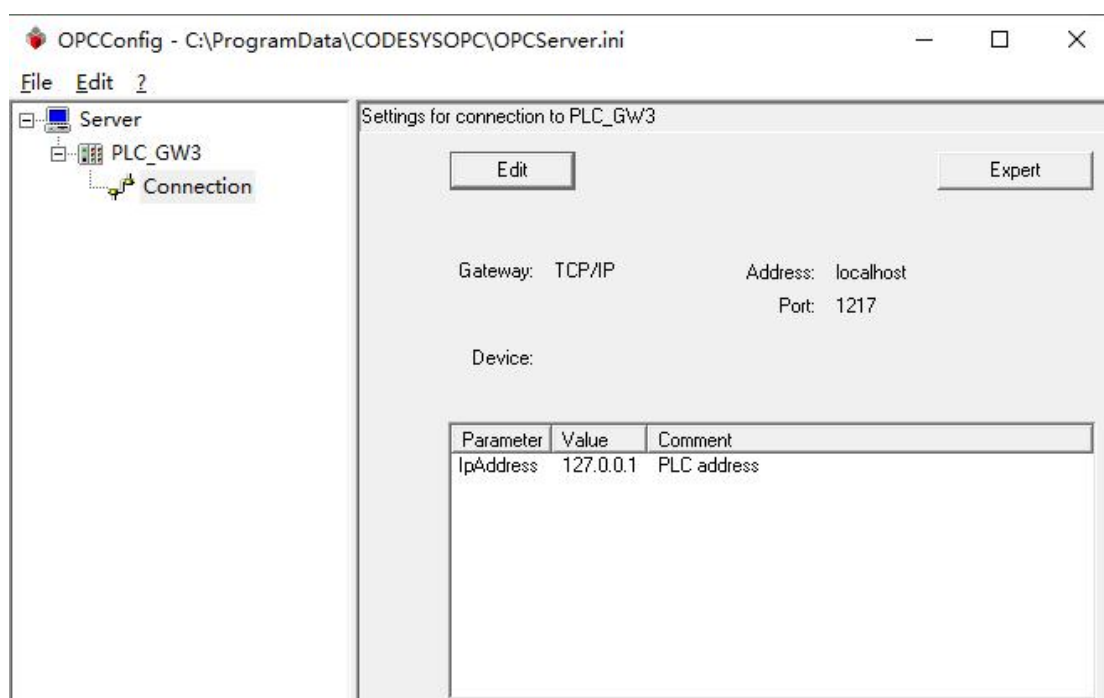 OPCConfig - C:\ProgramData\CODESYSOPC\OPCServer.ini
File Edit ?
Server
PLC_GW3
Connection
Settings for connection to PLC_GW3
Edit Expert
Gateway: TCP/IP Address: localhost
Port: 1217
Device:
Parameter Value Comment
IpAddress 127.0.0.1 PLC address